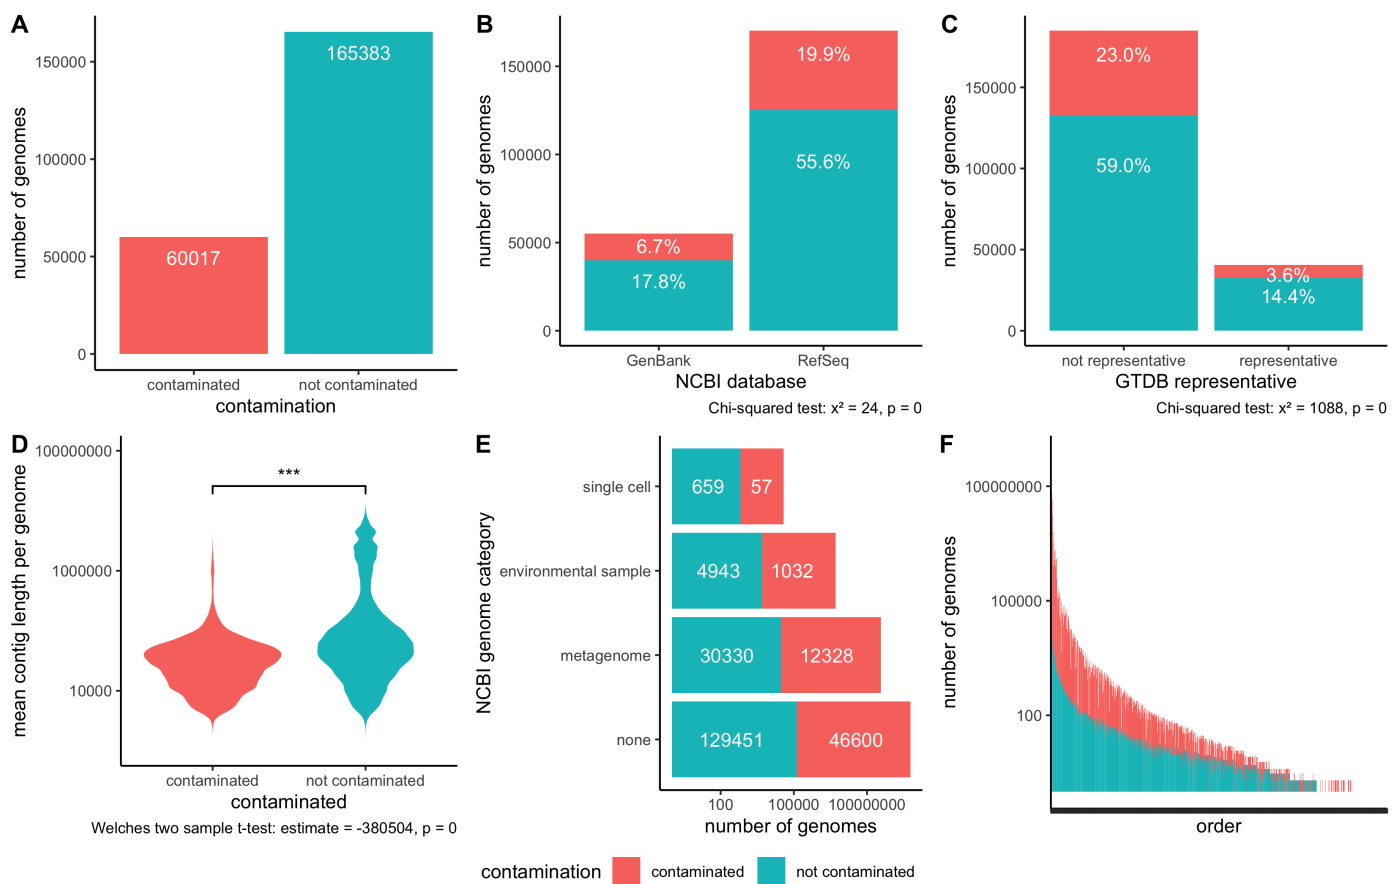 A
number of genomes
150000
100000
50000
0
60017
165383
contaminated
not contaminated
contamination
B
number of genomes
150000
100000
50000
0
6.7%
17.8%
19.9%
55.6%
GenBank
RefSeq
NCBI database
Chi-squared test: x² = 24, p = 0
C
number of genomes
150000
100000
50000
0
23.0%
59.0%
3.6%
14.4%
not representative
representative
GTDB representative
Chi-squared test: x² = 1088, p = 0
D
mean contig length per genome
100000000
1000000
10000
***
contaminated
not contaminated
contaminated
Welches two sample t-test: estimate = -380504, p = 0
E
NCBI genome category
single cell
659
57
environmental sample
4943
1032
metagenome
30330
12328
none
129451
46600
100
100000
100000000
number of genomes
F
number of genomes
100000000
100000
100
order
contamination
contaminated
not contaminated